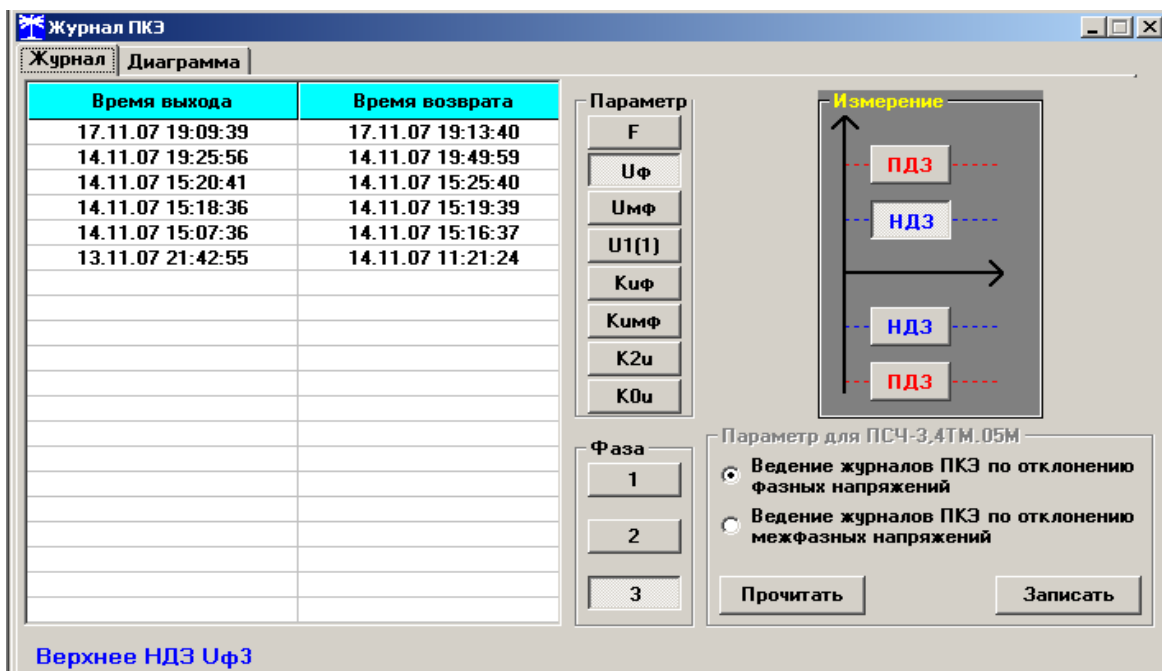 Журнал ПКЭ
Журнал Диаграмма
Время выхода Время возврата
17.11.07 19:09:39 17.11.07 19:13:40
14.11.07 19:25:56 14.11.07 19:49:59
14.11.07 15:20:41 14.11.07 15:25:40
14.11.07 15:18:36 14.11.07 15:19:39
14.11.07 15:07:36 14.11.07 15:16:37
13.11.07 21:42:55 14.11.07 11:21:24
Параметр
F
Uф
Uмф
U1(1)
Kuф
Kuмф
K2u
K0u
Фаза
1
2
3
Измерение
ПДЗ
НДЗ
НДЗ
ПДЗ
Параметр для ПСЧ-3,4ТМ.05М
Ведение журналов ПКЭ по отклонению
фазных напряжений
Ведение журналов ПКЭ по отклонению
межфазных напряжений
Прочитать Записать
Верхнее НДЗ Uф3